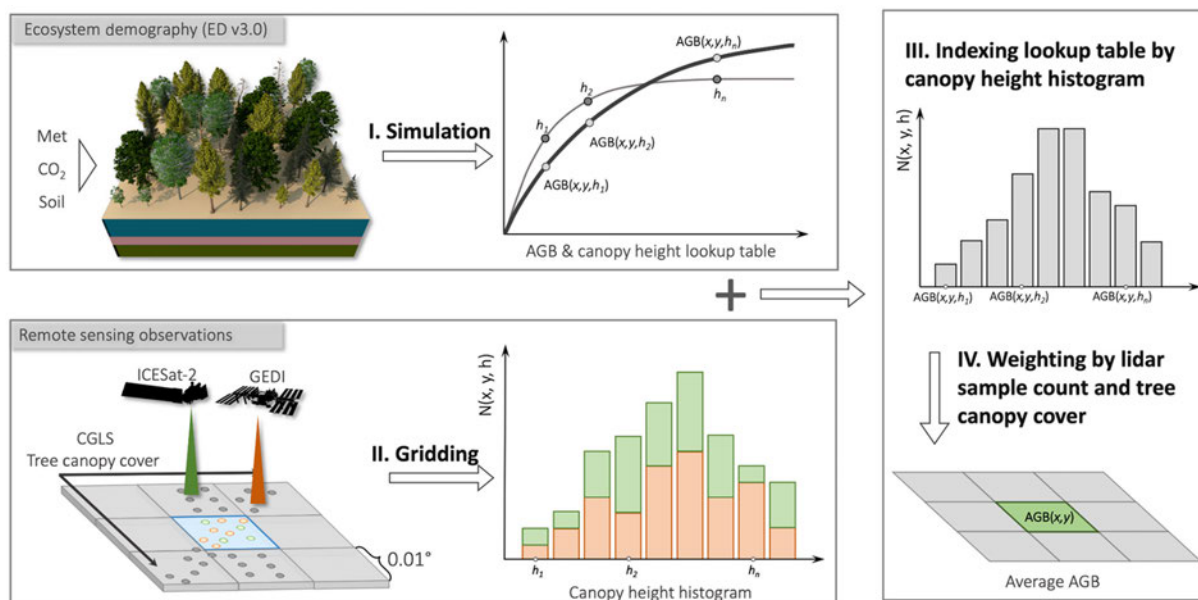 Ecosystem demography (ED v3.0)
Met
CO₂
Soil
I. Simulation
h₁
h₂
hₙ
AGB(x,y,h₁)
AGB(x,y,h₂)
AGB(x,y,hₙ)
AGB & canopy height lookup table
Remote sensing observations
ICESat-2
GEDI
CGLS
Tree canopy cover
0.01°
II. Gridding
N(x, y, h)
h₁
h₂
hₙ
Canopy height histogram
+
III. Indexing lookup table by
canopy height histogram
N(x, y, h)
AGB(x,y,h₁)
AGB(x,y,h₂)
AGB(x,y,hₙ)
IV. Weighting by lidar
sample count and tree
canopy cover
AGB(x,y)
Average AGB